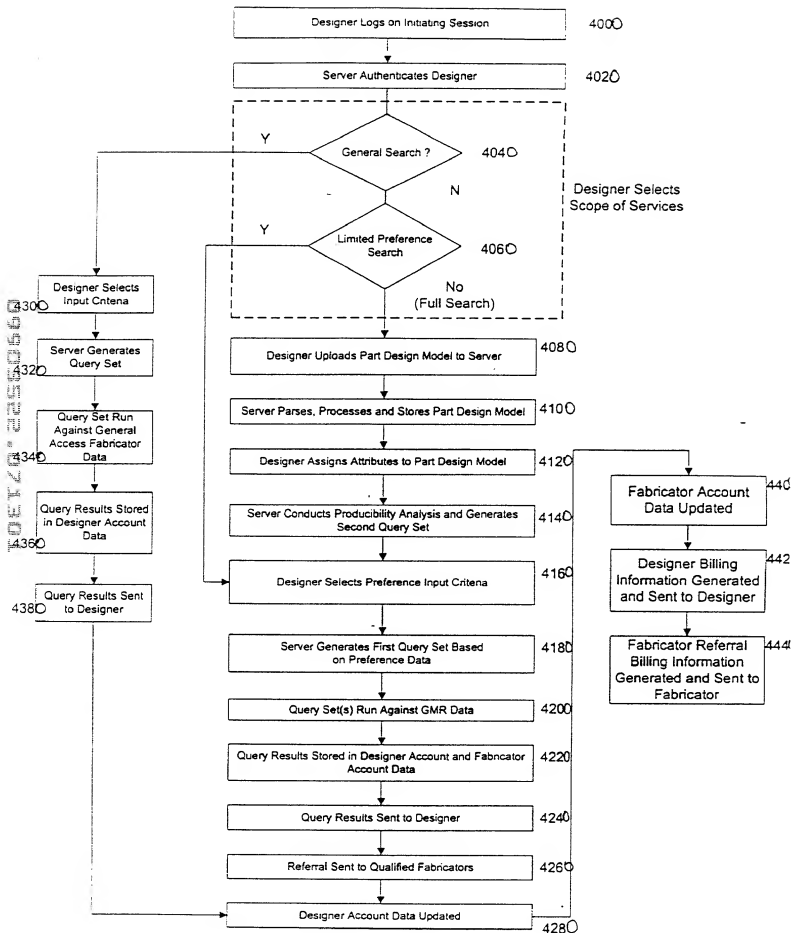 Designer Logs on Initiating Session
4000
Server Authenticates Designer
4020
Y
General Search ?
4040
N
Designer Selects
Scope of Services
Y
Limited Preference
Search
4060
No
(Full Search)
Designer Selects
Input Criteria
4300
Server Generates
Query Set
4320
Query Set Run
Against General
Access Fabricator
Data
4340
Query Results Stored
in Designer Account
Data
4360
Query Results Sent
to Designer
4380
Designer Uploads Part Design Model to Server
4080
Server Parses, Processes and Stores Part Design Model
4100
Designer Assigns Attributes to Part Design Model
4120
Server Conducts Producibility Analysis and Generates
Second Query Set
4140
Designer Selects Preference Input Criteria
4160
Server Generates First Query Set Based
on Preference Data
4180
Query Set(s) Run Against GMR Data
4200
Query Results Stored in Designer Account and Fabricator
Account Data
4220
Query Results Sent to Designer
4240
Referral Sent to Qualified Fabricators
4260
Designer Account Data Updated
4280
Fabricator Account
Data Updated
440
Designer Billing
Information Generated
and Sent to Designer
442
Fabricator Referral
Billing Information
Generated and Sent to
Fabricator
444